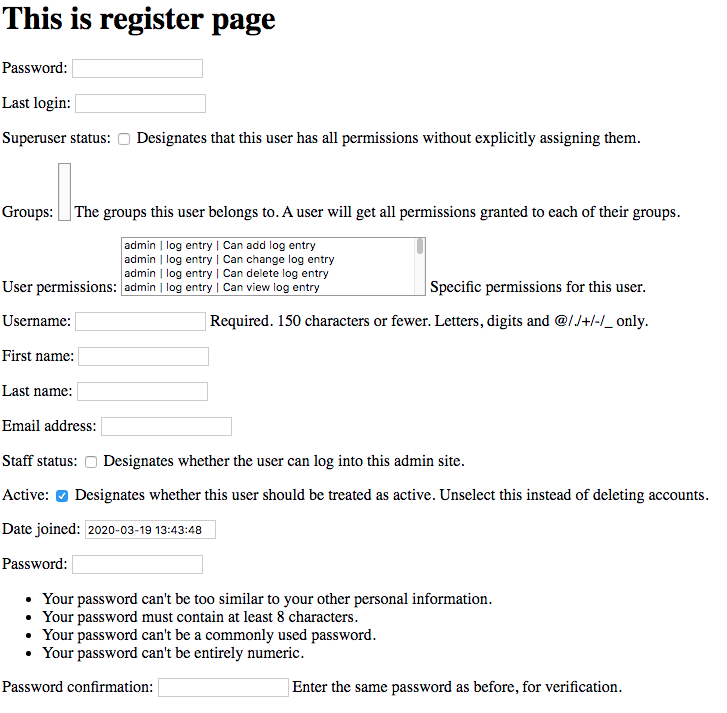 This is register page
Password:
Last login:
Superuser status: Designates that this user has all permissions without explicitly assigning them.
Groups: The groups this user belongs to. A user will get all permissions granted to each of their groups.
admin | log entry | Can add log entry
admin | log entry | Can change log entry
admin | log entry | Can delete log entry
admin | log entry | Can view log entry
User permissions: Specific permissions for this user.
Username: Required. 150 characters or fewer. Letters, digits and @/./+/-/_ only.
First name:
Last name:
Email address:
Staff status: Designates whether the user can log into this admin site.
Active: Designates whether this user should be treated as active. Unselect this instead of deleting accounts.
Date joined: 2020-03-19 13:43:48
Password:
• Your password can't be too similar to your other personal information.
• Your password must contain at least 8 characters.
• Your password can't be a commonly used password.
• Your password can't be entirely numeric.
Password confirmation: Enter the same password as before, for verification.